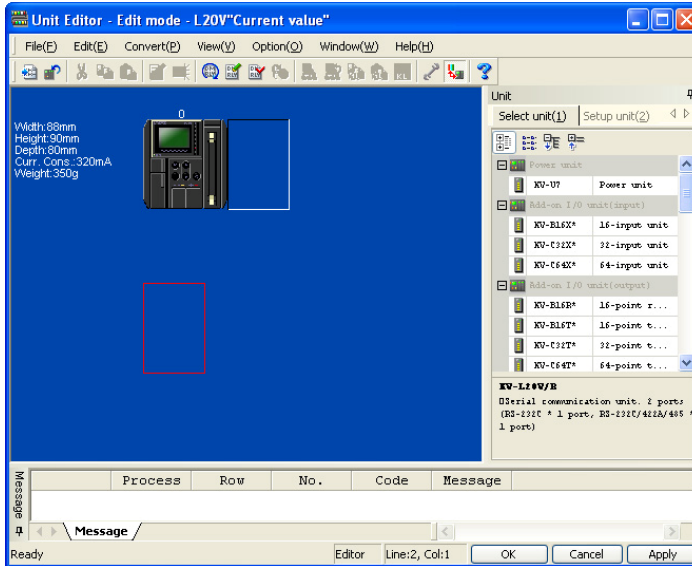 Unit Editor - Edit mode - L20V"Current value"
File(F) Edit(E) Convert(P) View(V) Option(O) Window(W) Help(H)
0
Width:88mm
Height:90mm
Depth:80mm
Curr. Cons.:320mA
Weight:350g
Unit
Select unit(1) Setup unit(2)
Power unit
KV-U7 Power unit
Add-on I/O unit(input)
KV-B16X* 16-input unit
KV-C32X* 32-input unit
KV-C64X* 64-input unit
Add-on I/O unit(output)
KV-B16R* 16-point r...
KV-B16T* 16-point t...
KV-C32T* 32-point t...
KV-C64T* 64-point t...
KV-L20V/R
Serial communication unit. 2 ports
(RS-232C * 1 port, RS-232C/422A/485 *
1 port)
Message
Process Row No. Code Message
Message
Ready Editor Line:2, Col:1 OK Cancel Apply